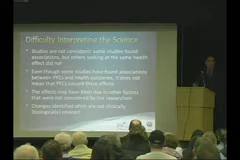 Difficulty Interpreting the Science
Studies are not consistent: some studies found
associations, but others looking at the same health
effect did not
Even though some studies have found associations
between PFCs and health outcomes, it does not
mean that PFCs caused these effects
The effects may have been due to other factors
that were not considered by the researchers
Changes identified often are not clinically
(biologically) relevant